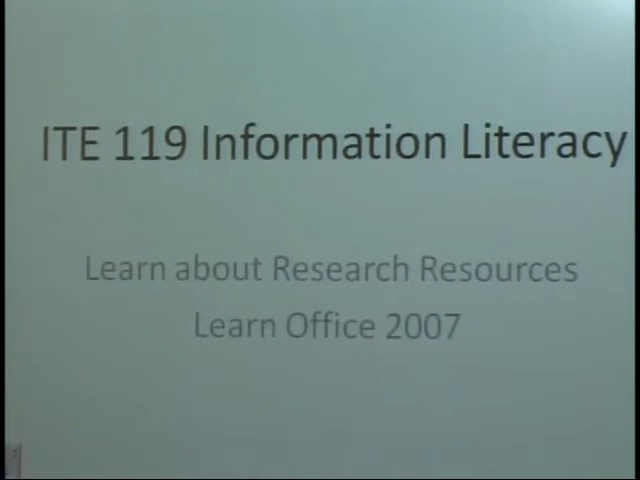 ITE 119 Information Literacy
Learn about Research Resources
Learn Office 2007